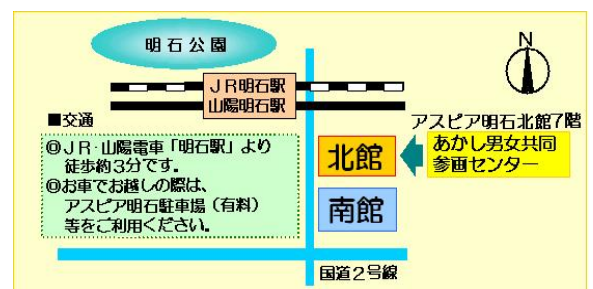 明石公園
N
JR明石駅
山陽明石駅
■交通
◎JR・山陽電車「明石駅」より
徒歩約3分です.
◎お車でお越しの際は、
アスピア明石駐車場（有料）
等をご利用ください.
アスピア明石北館7階
あかし男女共同
参画センター
北館
南館
国道2号線